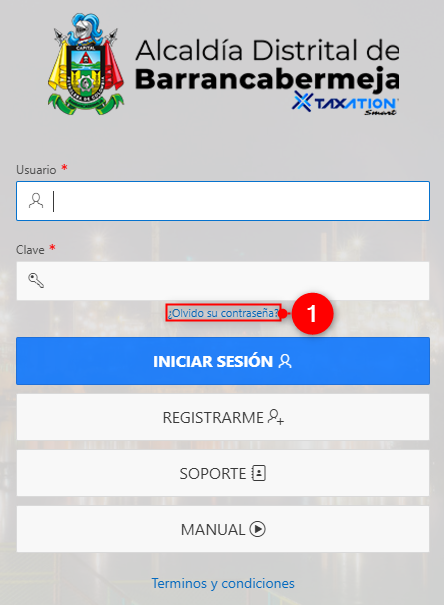 Alcaldía Distrital de
Barrancabermeja
TAXATION
Smart
Usuario *
Clave *
¿Olvido su contraseña?
1
INICIAR SESIÓN
REGISTRARME
SOPORTE
MANUAL
Terminos y condiciones